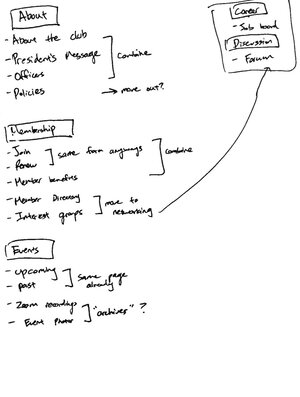 About
- About the club
- President's Message
combine
- Officers
- Policies → move out?
Membership
- Join
same form anyways
- Renew
combine
- Member benefits
- Member Directory
move to networking
- Interest groups
Events
- Upcoming
same page already
- Past
- Zoom recordings
"archives" ?
- Event Photos
Career
- Job board
Discussion
- Forum